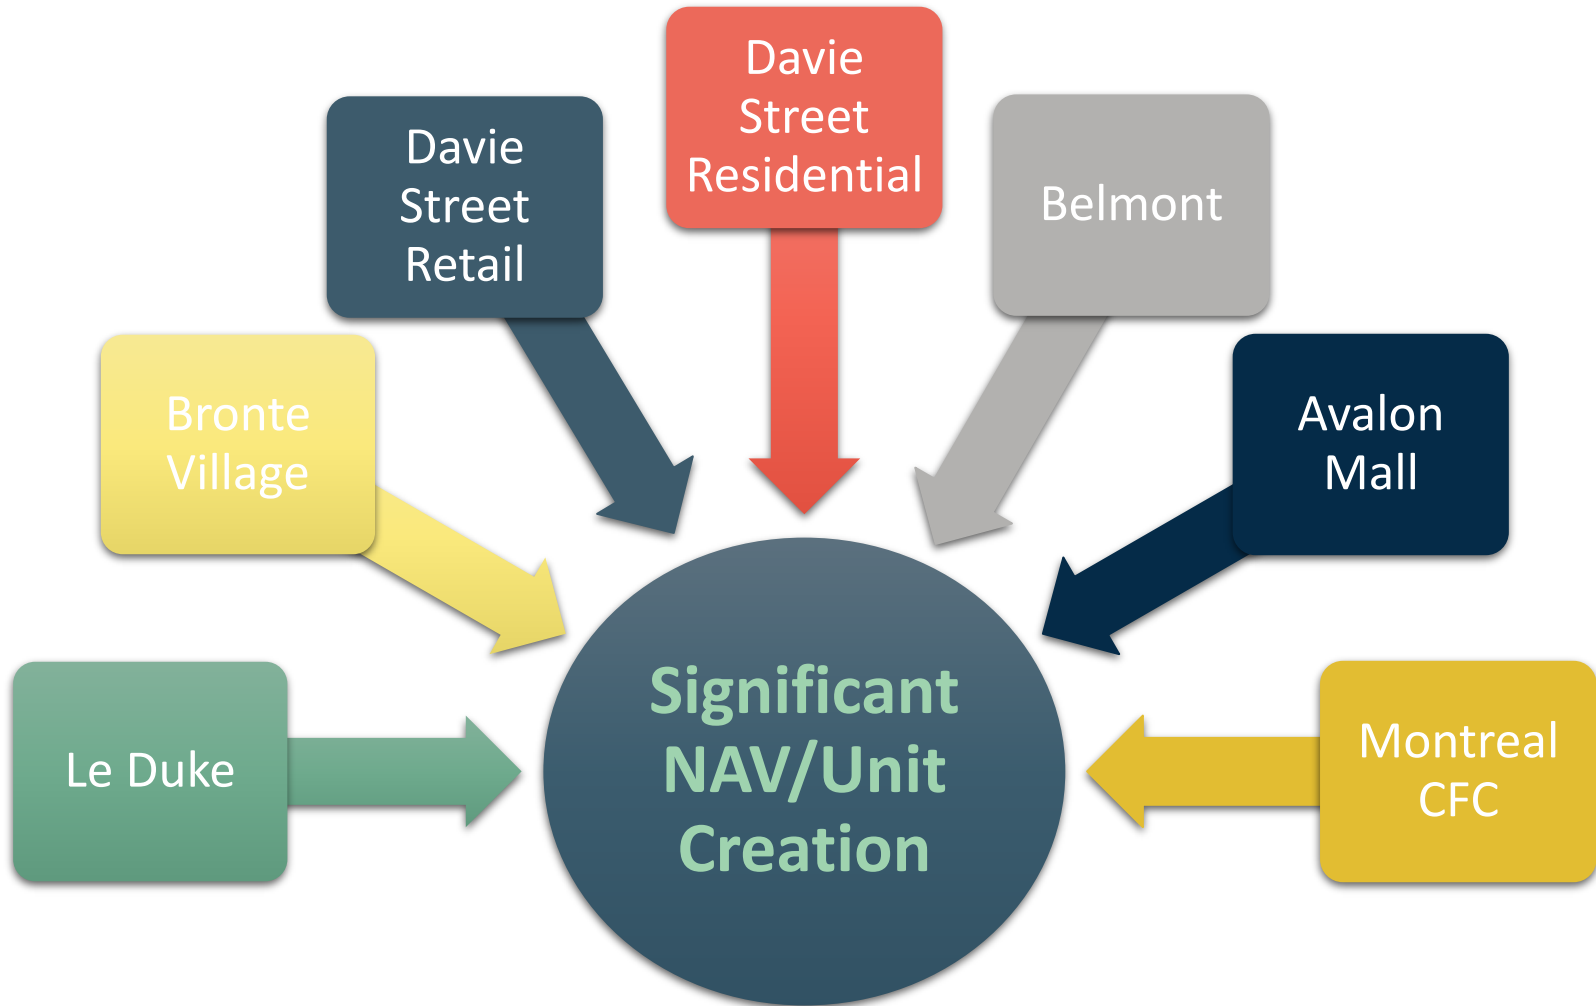 Davie
Street
Residential
Davie
Street
Retail
Belmont
Bronte
Village
Avalon
Mall
Le Duke
Significant
NAV/Unit
Creation
Montreal
CFC